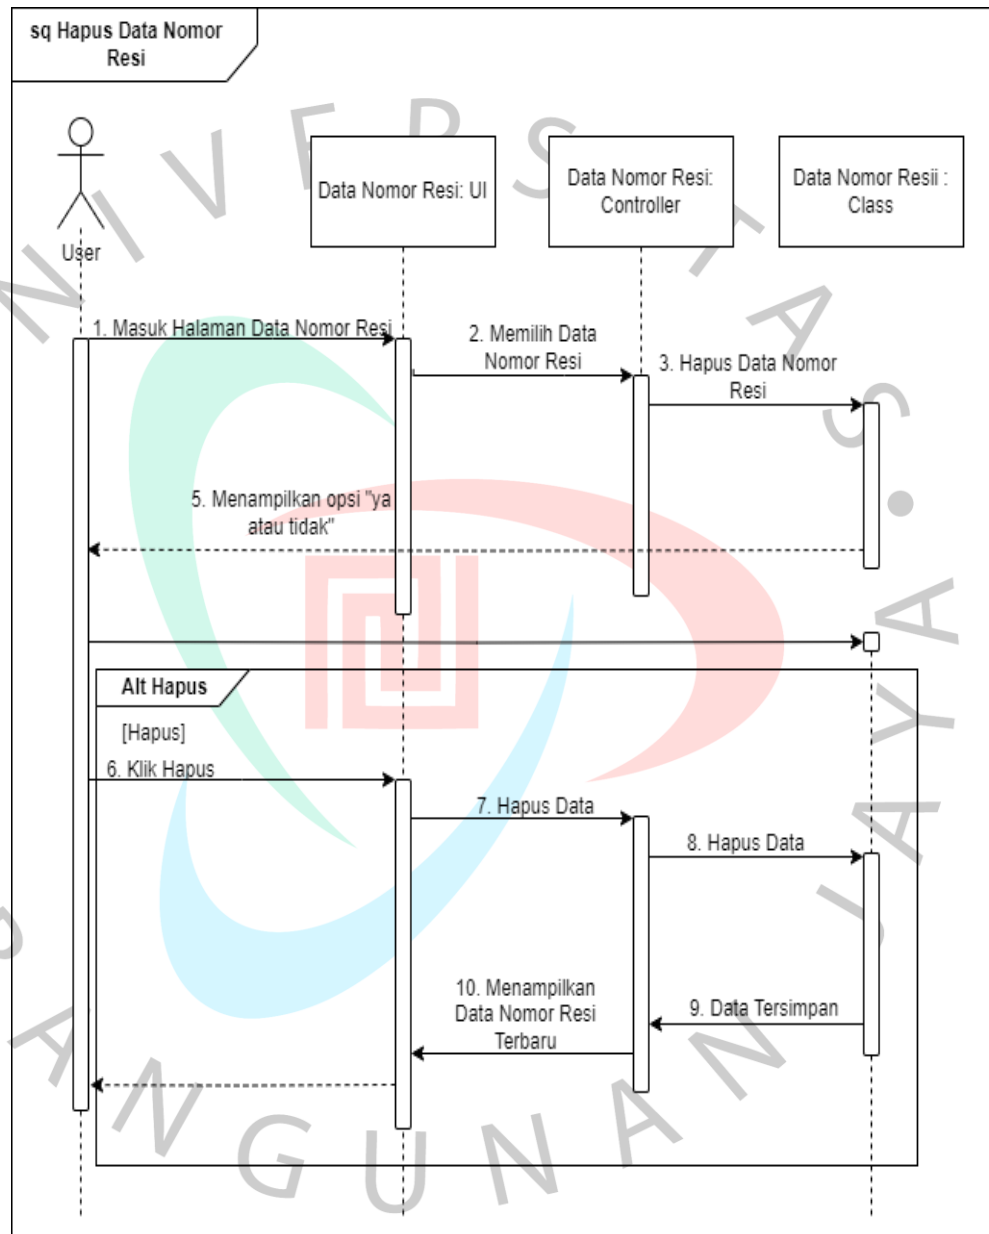 sq Hapus Data Nomor
Resi
User
Data Nomor Resi: UI
Data Nomor Resi:
Controller
Data Nomor Resii :
Class
1. Masuk Halaman Data Nomor Resi
2. Memilih Data
Nomor Resi
3. Hapus Data Nomor
Resi
5. Menampilkan opsi "ya
atau tidak"
Alt Hapus
[Hapus]
6. Klik Hapus
7. Hapus Data
8. Hapus Data
9. Data Tersimpan
10. Menampilkan
Data Nomor Resi
Terbaru
NIVERSITAS
PANGUNAN JAYA